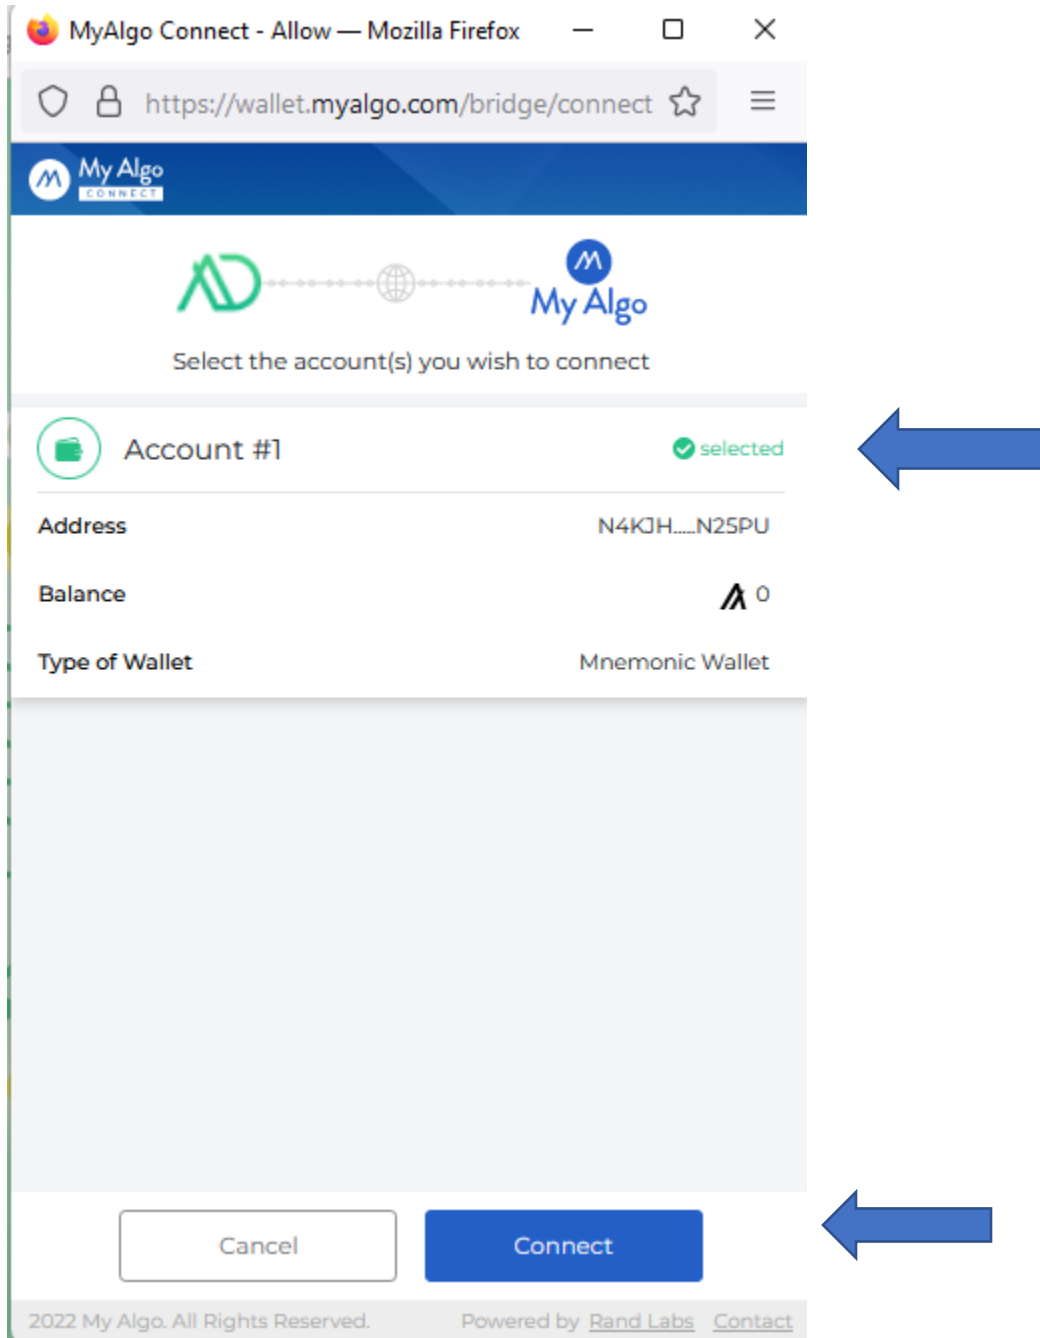 MyAlgo Connect - Allow — Mozilla Firefox
https://wallet.myalgo.com/bridge/connect
My Algo
CONNECT
My Algo
Select the account(s) you wish to connect
Account #1 selected
Address N4KJH.....N25PU
Balance 0
Type of Wallet Mnemonic Wallet
Cancel Connect
2022 My Algo. All Rights Reserved. Powered by Rand Labs Contact